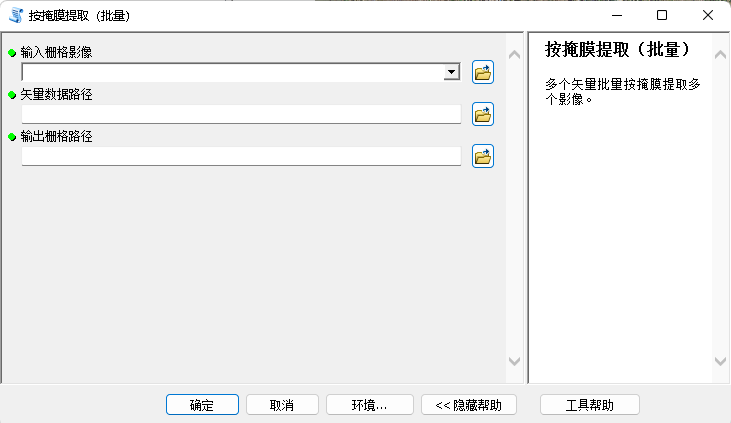 按掩膜提取（批量）
输入栅格影像
矢量数据路径
输出栅格路径
按掩膜提取（批量）
多个矢量批量按掩膜提取多
个影像。
确定
取消
环境...
<< 隐藏帮助
工具帮助